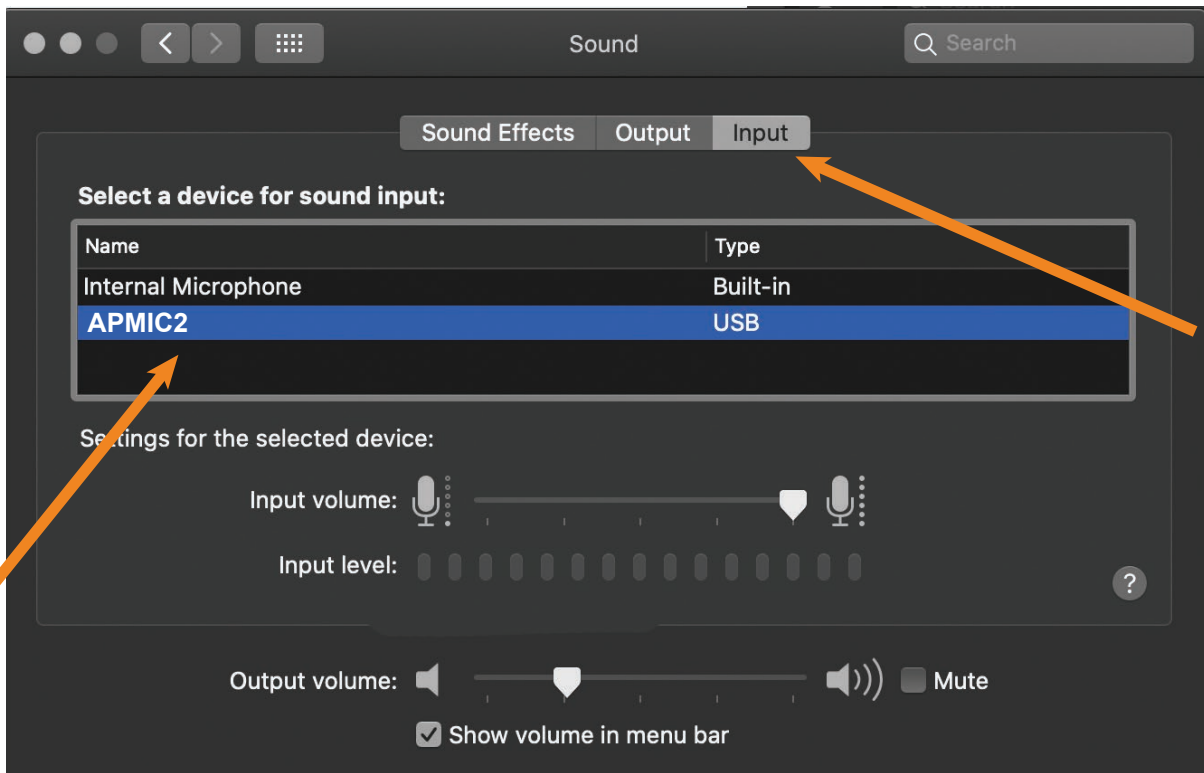 Sound
Search
Sound Effects Output Input
Select a device for sound input:
Name Type
Internal Microphone Built-in
APMIC2 USB
Settings for the selected device:
Input volume:
Input level:
?
Output volume: Mute
Show volume in menu bar